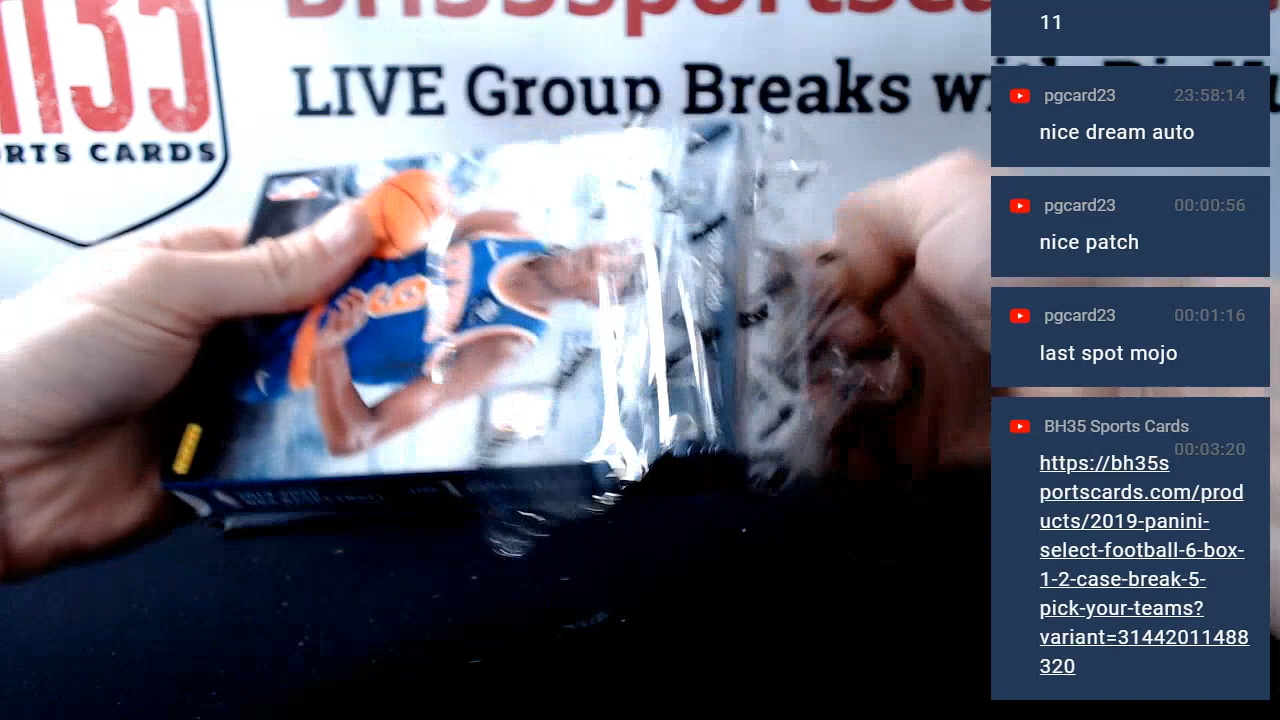 BH35sportsca
LIVE Group Breaks wi
RTS CARDS
11
pgcard23 23:58:14
nice dream auto
pgcard23 00:00:56
nice patch
pgcard23 00:01:16
last spot mojo
BH35 Sports Cards
00:03:20
https://bh35s
portscards.com/prod
ucts/2019-panini-
select-football-6-box-
1-2-case-break-5-
pick-your-teams?
variant=31442011488
320